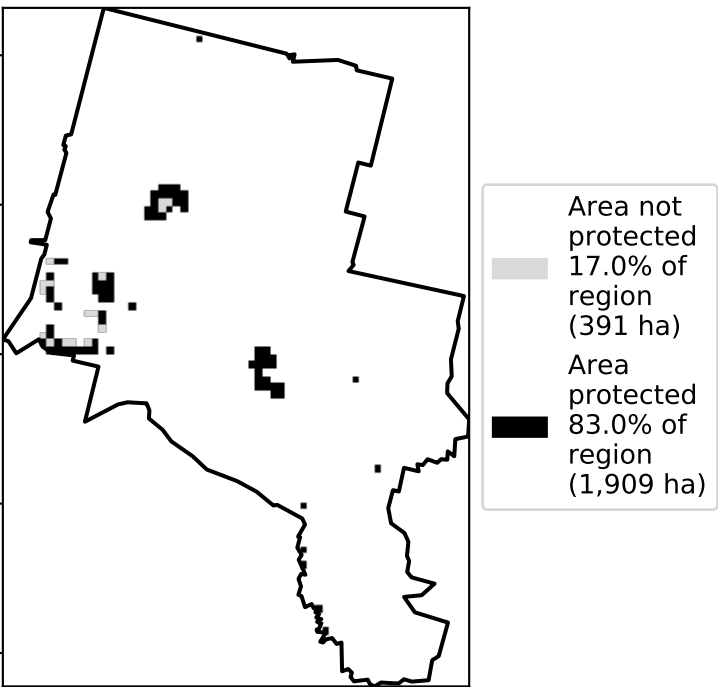 Area not
protected
17.0% of
region
(391 ha)
Area
protected
83.0% of
region
(1,909 ha)